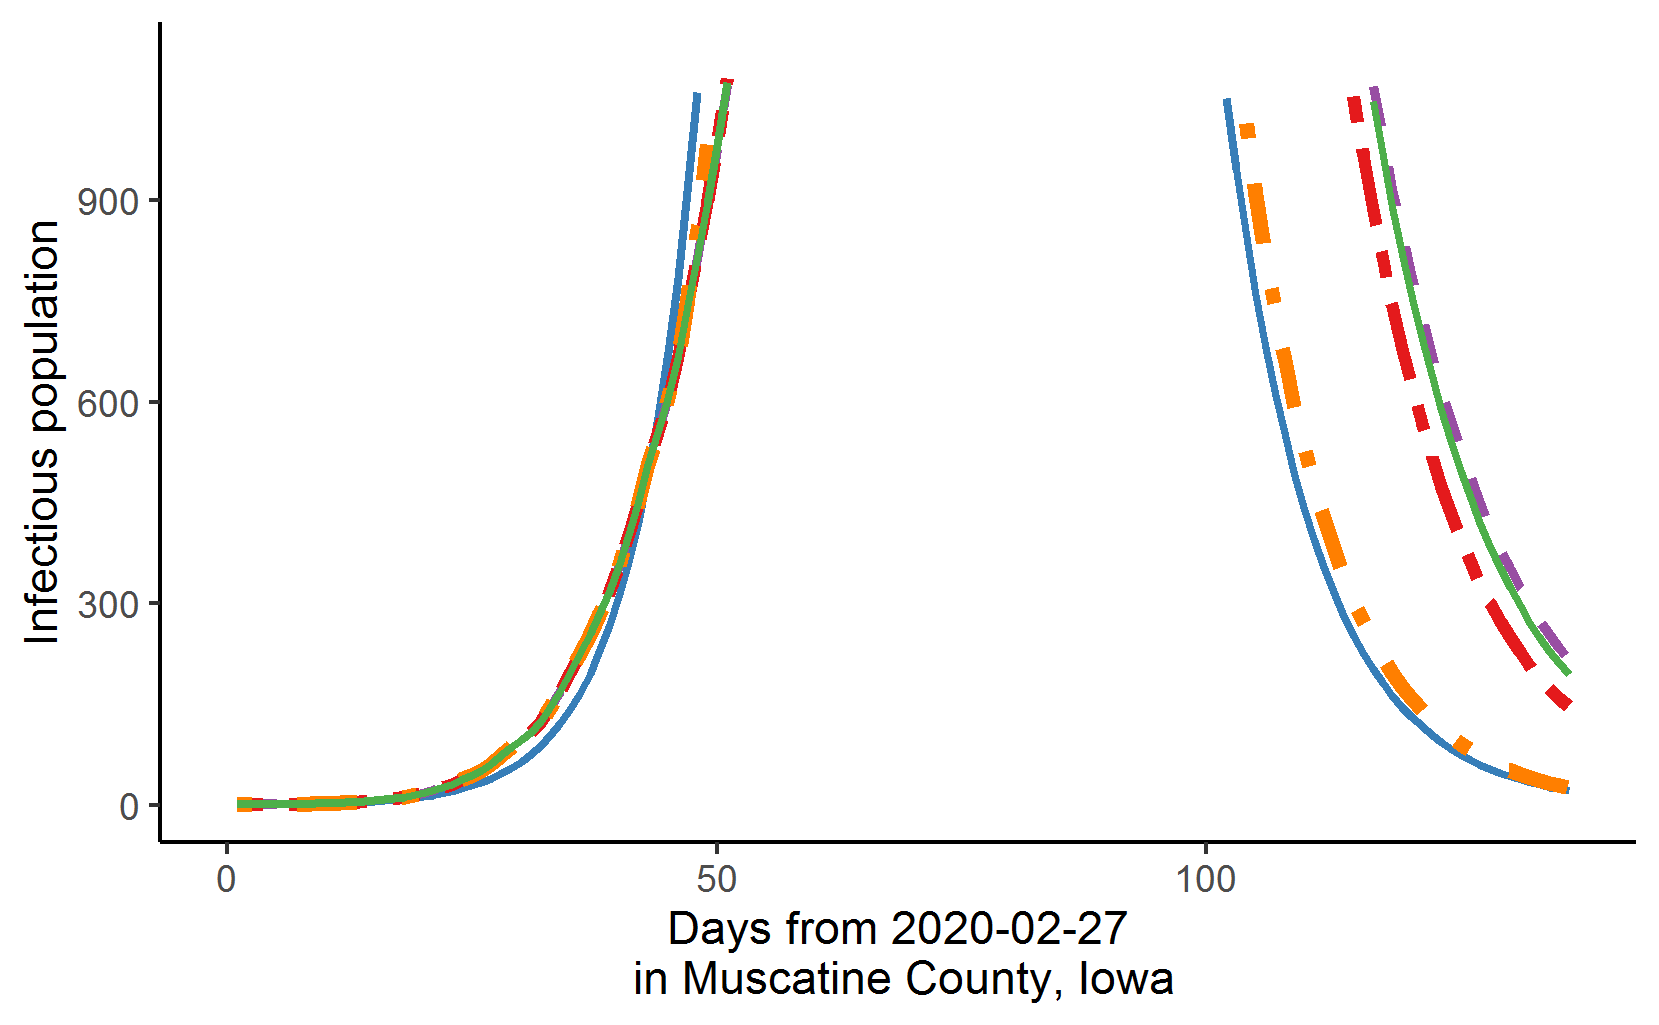 Infectious population
900
600
300
0
0 50 100
Days from 2020-02-27
in Muscatine County, Iowa